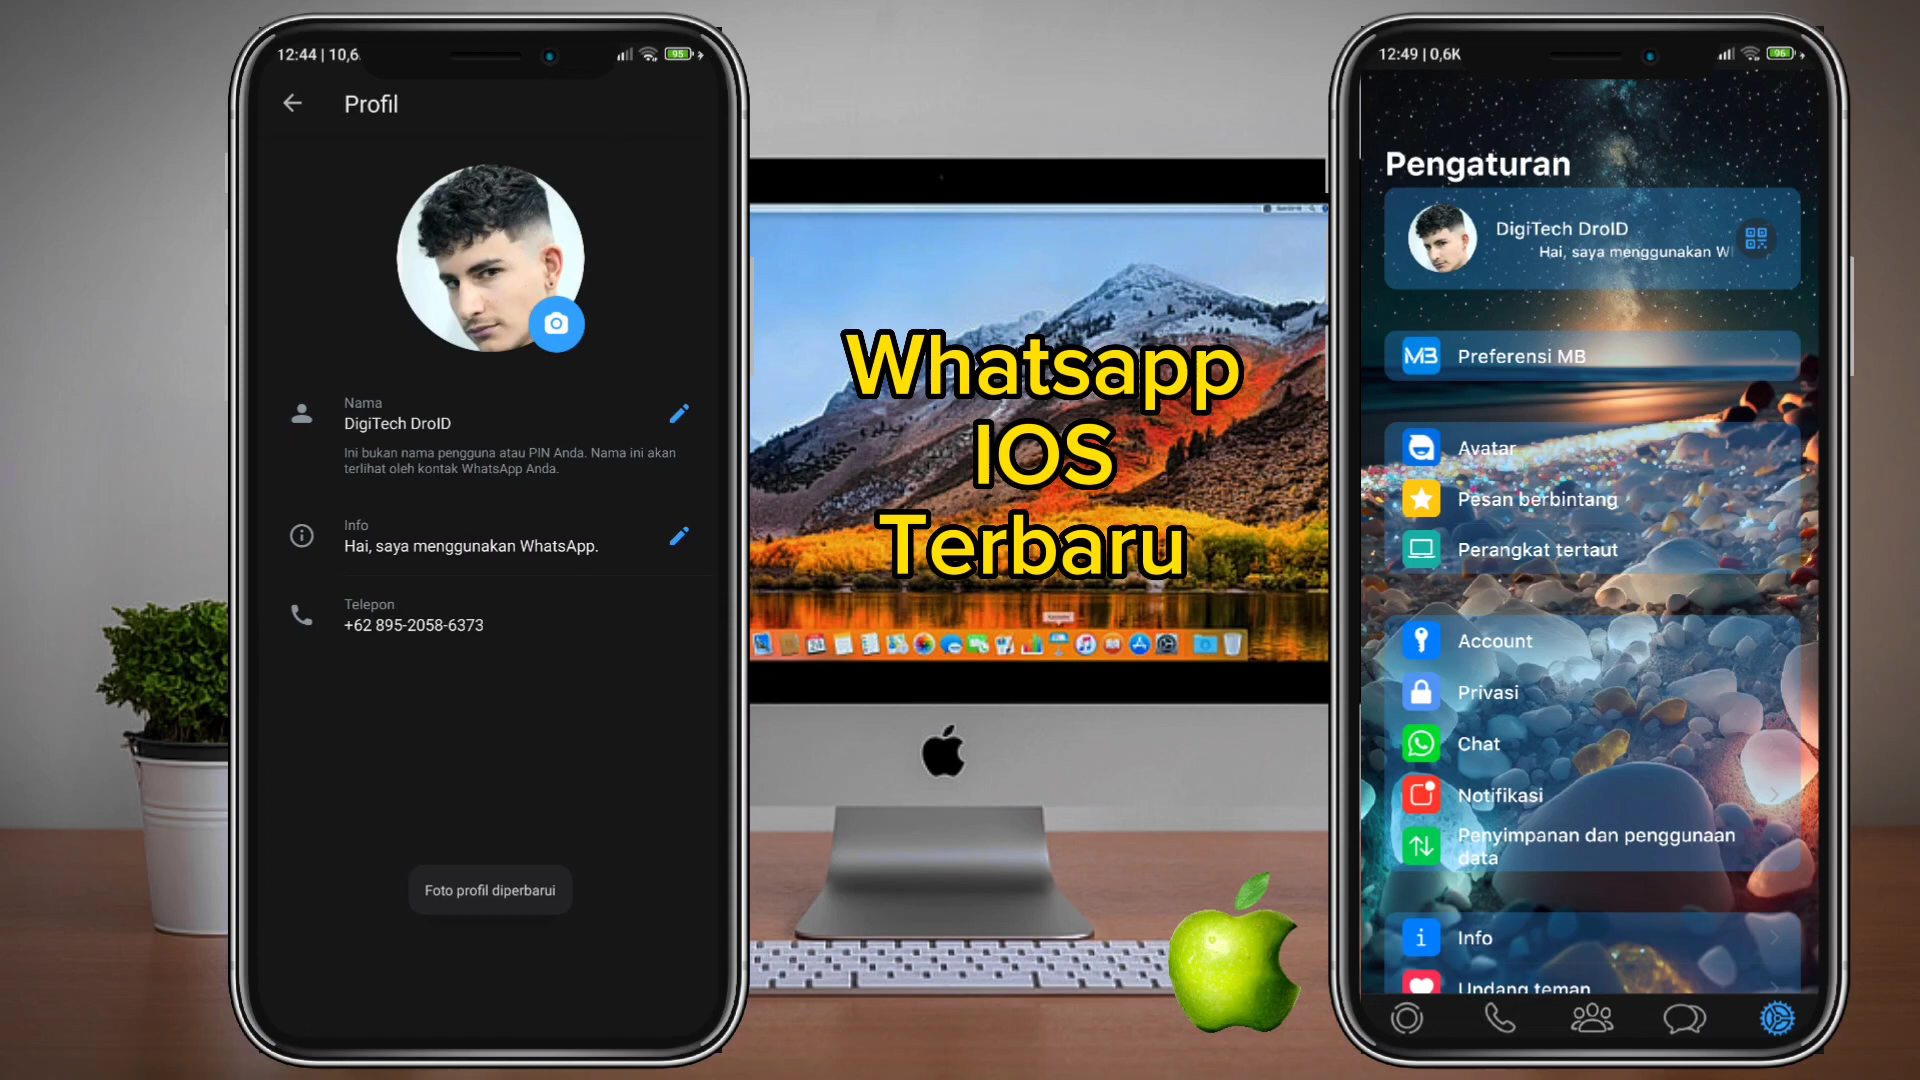 12:44 | 10,6
95
Profil
Nama
DigiTech DroID
Ini bukan nama pengguna atau PIN Anda. Nama ini akan
terlihat oleh kontak WhatsApp Anda.
Info
Hai, saya menggunakan WhatsApp.
Telepon
+62 895-2058-6373
Foto profil diperbarui
Whatsapp
IOS
Terbaru
12:49 | 0,6K
96
Pengaturan
DigiTech DroID
Hai, saya menggunakan W
MB Preferensi MB
Avatar
Pesan berbintang
Perangkat tertaut
Account
Privasi
Chat
Notifikasi
Penyimpanan dan penggunaan
data
Info
Undang teman